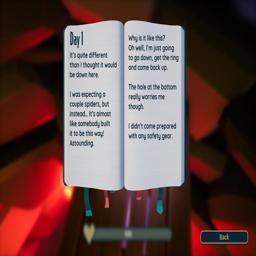 Day 1
It's quite different
than I thought it would
be down here.
I was expecting a
couple spiders, but
instead... It's almost
like somebody built
it to be this way!
Astounding.
Why is it like this?
Oh well, I'm just going
to go down, get the ring
and come back up.
The hole at the bottom
really worries me
though.
I didn't come prepared
with any safety gear.
Back